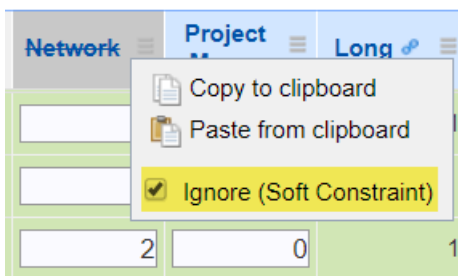 Network
Project
Long
Copy to clipboard
Paste from clipboard
Ignore (Soft Constraint)
2
0
1